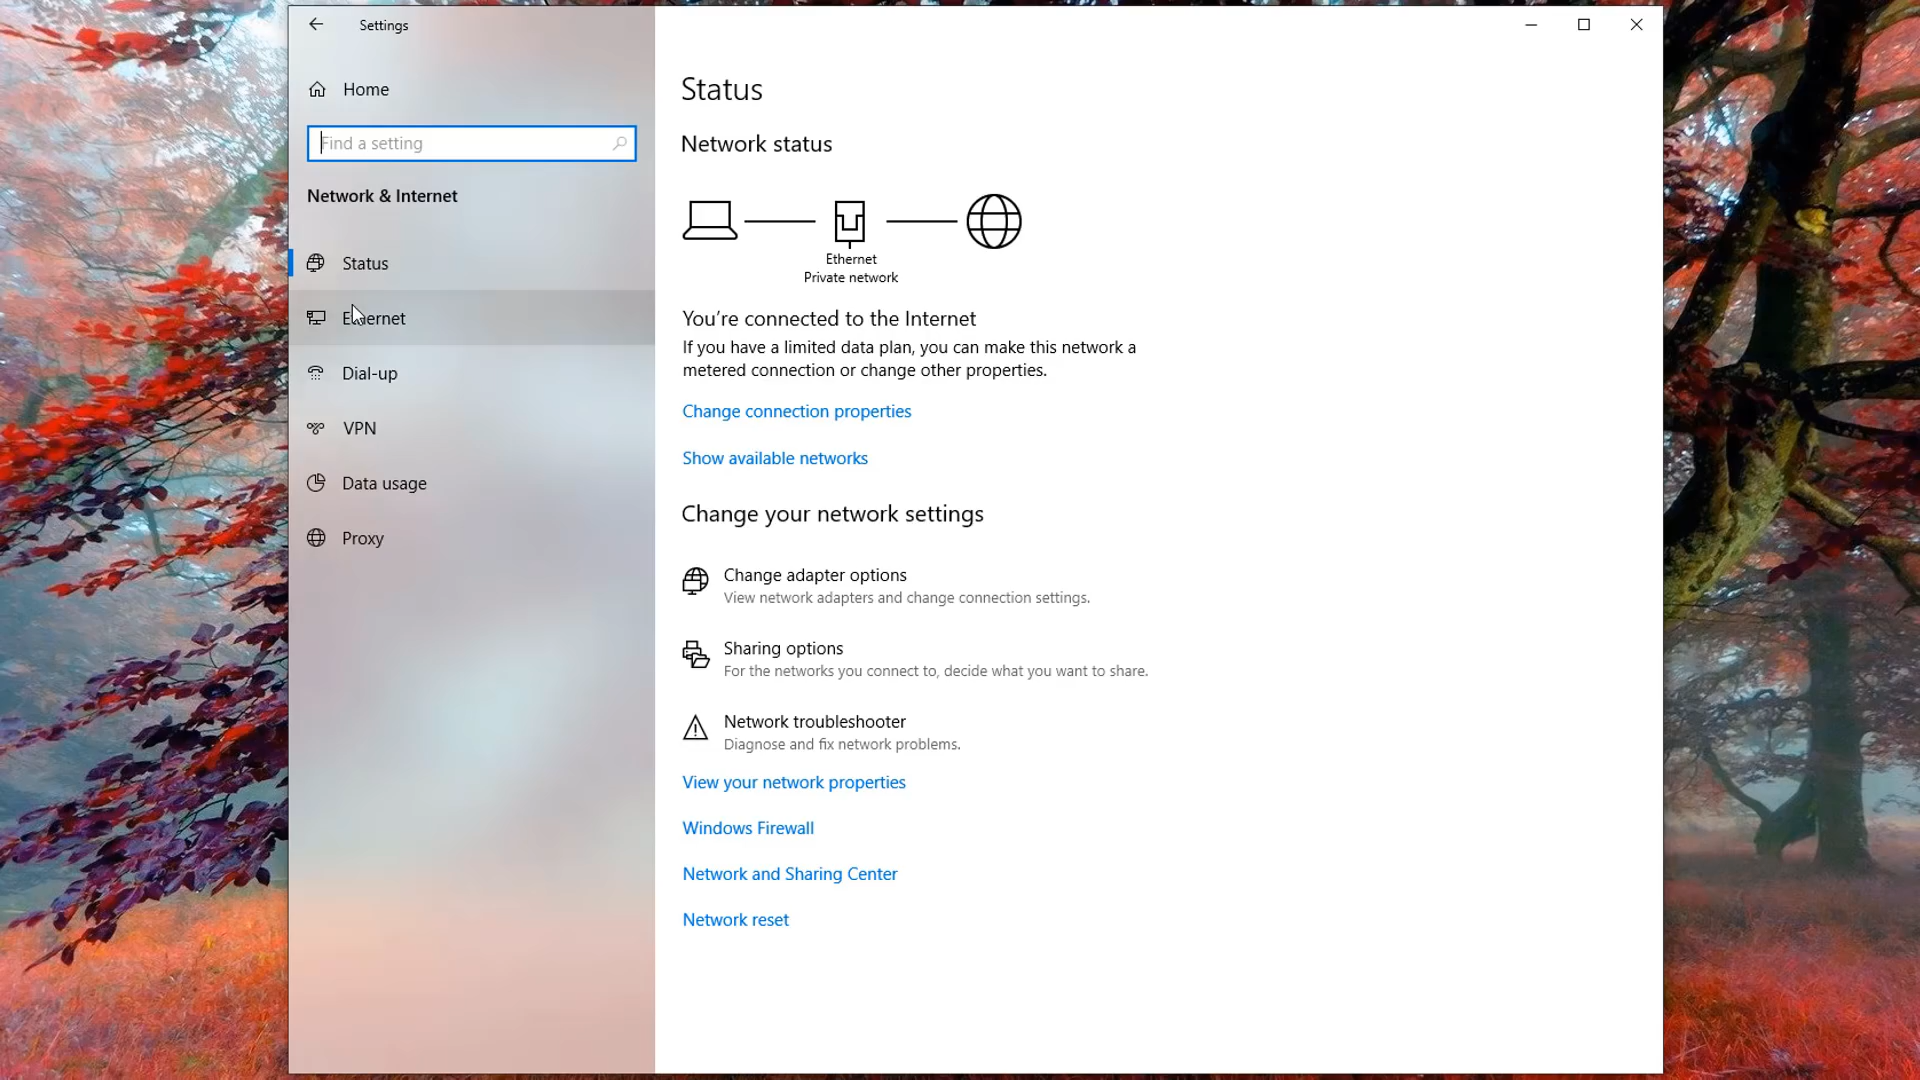 Settings
Home
Find a setting
Network & Internet
Status
Ethernet
Dial-up
VPN
Data usage
Proxy
Status
Network status
Ethernet
Private network
You're connected to the Internet
If you have a limited data plan, you can make this network a
metered connection or change other properties.
Change connection properties
Show available networks
Change your network settings
Change adapter options
View network adapters and change connection settings.
Sharing options
For the networks you connect to, decide what you want to share.
Network troubleshooter
Diagnose and fix network problems.
View your network properties
Windows Firewall
Network and Sharing Center
Network reset